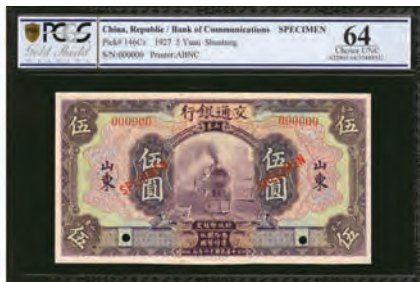 PCGS
Gold Shield
China, Republic / Bank of Communications SPECIMEN
Pick# 146Cs 1927 5 Yuan Shantung
S/N:000000 Printer:ABNC
64
Choice UNC
行銀通交
000000 000000
伍 伍
山東 伍圓 伍圓 山東
SPECIMEN SPECIMEN
伍 伍